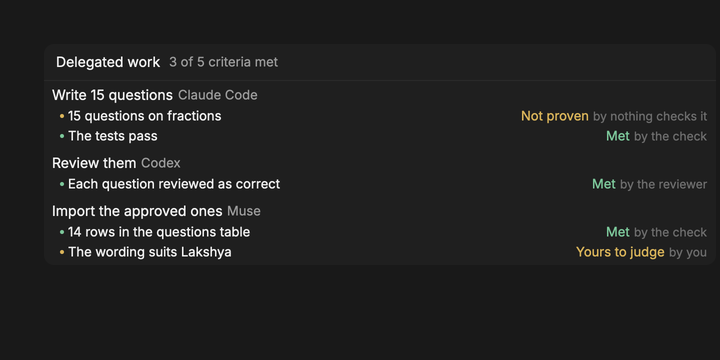 Delegated work 3 of 5 criteria met
Write 15 questions Claude Code
• 15 questions on fractions Not proven by nothing checks it
• The tests pass Met by the check
Review them Codex
• Each question reviewed as correct Met by the reviewer
Import the approved ones Muse
• 14 rows in the questions table Met by the check
• The wording suits Lakshya Yours to judge by you